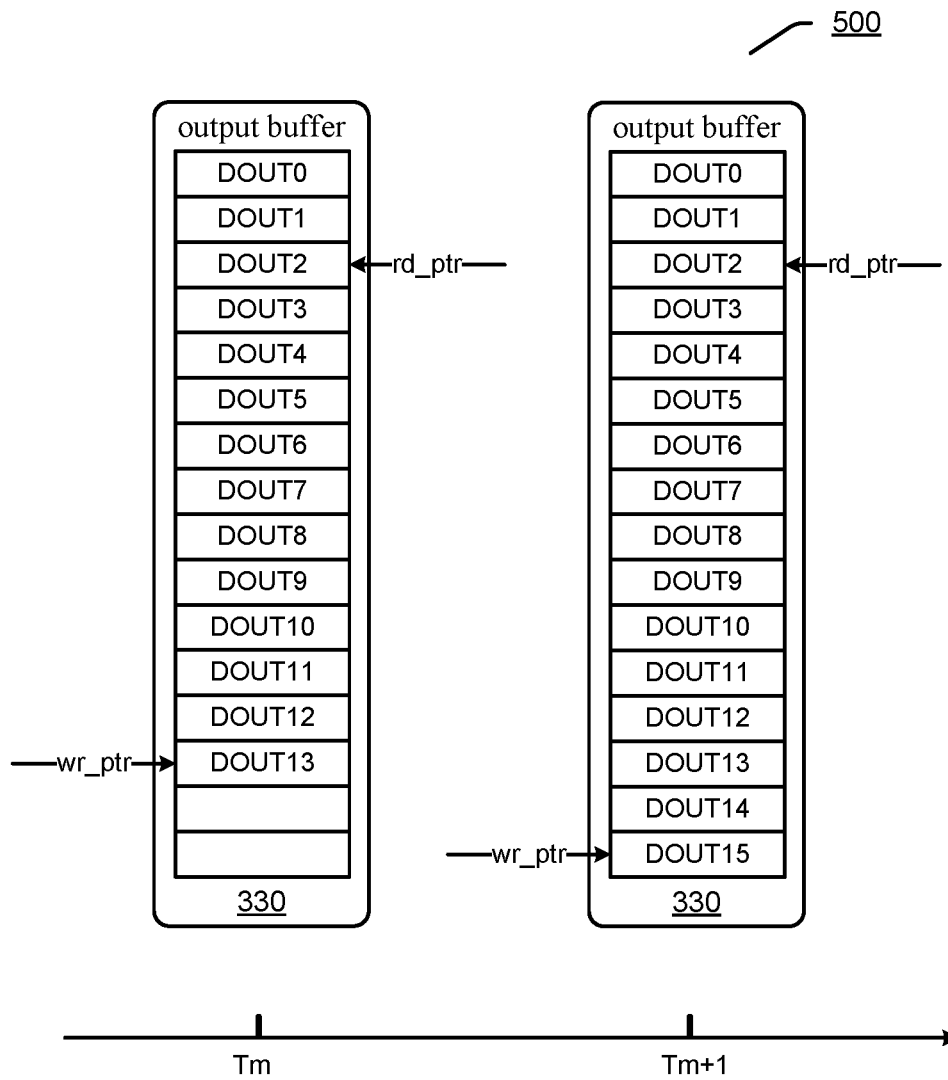 500
output buffer
DOUT0
DOUT1
DOUT2
rd_ptr
DOUT3
DOUT4
DOUT5
DOUT6
DOUT7
DOUT8
DOUT9
DOUT10
DOUT11
DOUT12
wr_ptr
DOUT13
330
output buffer
DOUT0
DOUT1
DOUT2
rd_ptr
DOUT3
DOUT4
DOUT5
DOUT6
DOUT7
DOUT8
DOUT9
DOUT10
DOUT11
DOUT12
DOUT13
DOUT14
wr_ptr
DOUT15
330
Tm
Tm+1